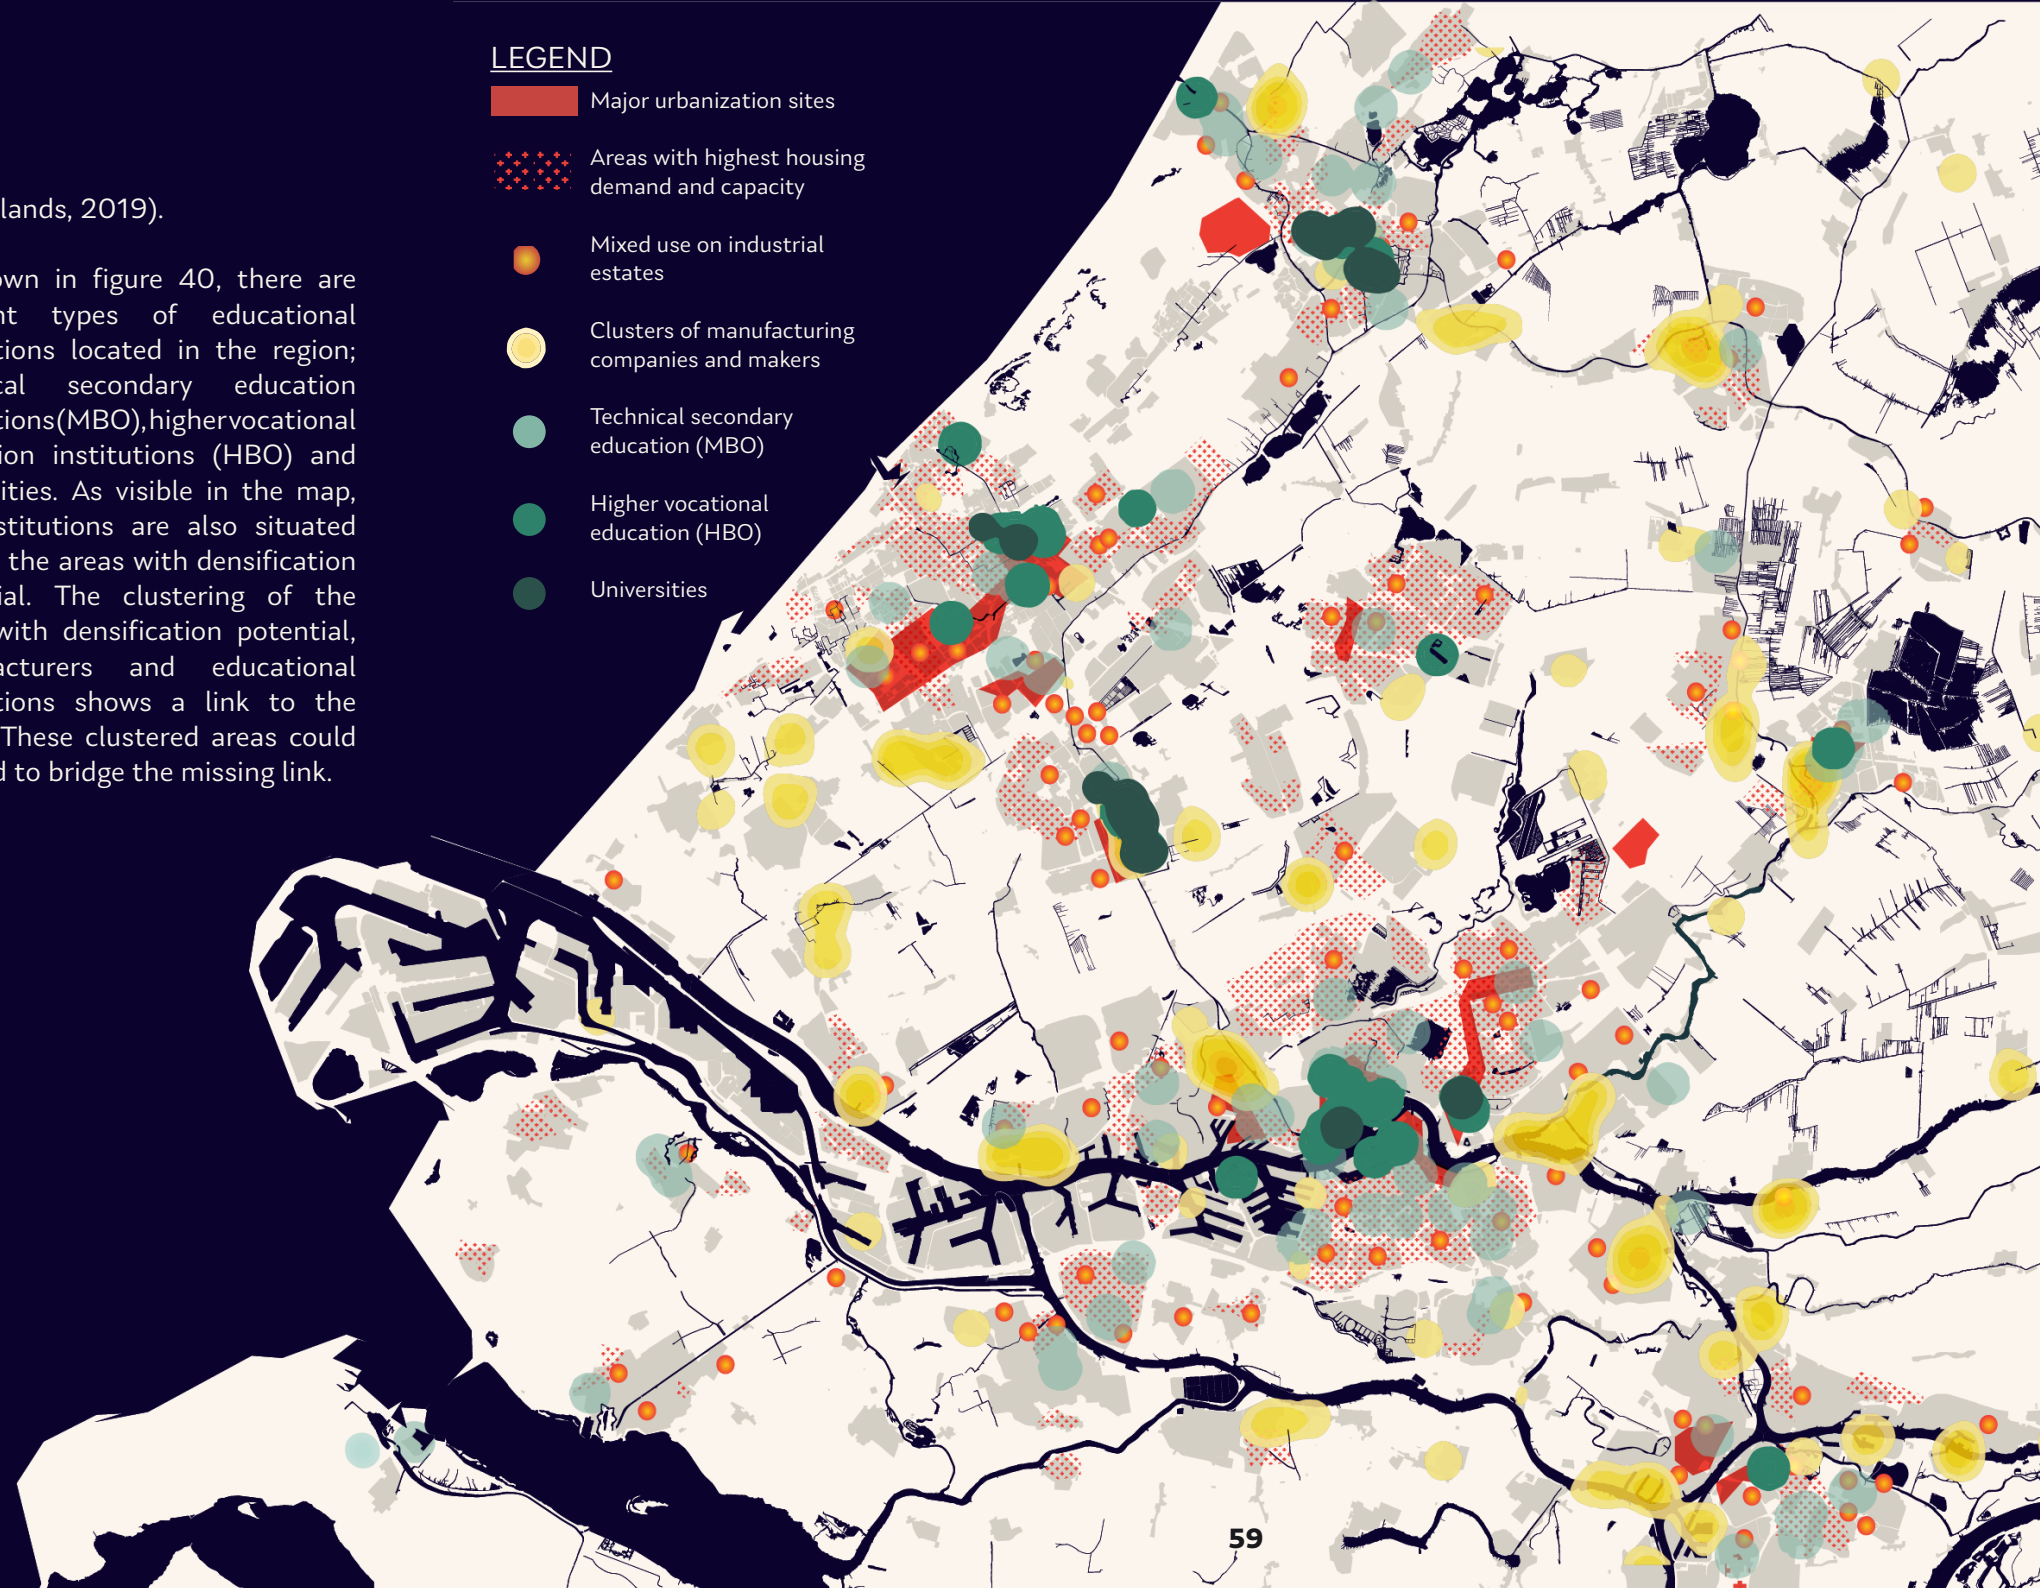 lands, 2019).
own in figure 40, there are
nt types of educational
tions located in the region;
cal secondary education
tions(MBO),highervocational
ion institutions (HBO) and
ities. As visible in the map,
stitutions are also situated
the areas with densification
ial. The clustering of the
with densification potential,
acturers and educational
tions shows a link to the
These clustered areas could
d to bridge the missing link.
LEGEND
Major urbanization sites
Areas with highest housing
demand and capacity
Mixed use on industrial
estates
Clusters of manufacturing
companies and makers
Technical secondary
education (MBO)
Higher vocational
education (HBO)
Universities
59